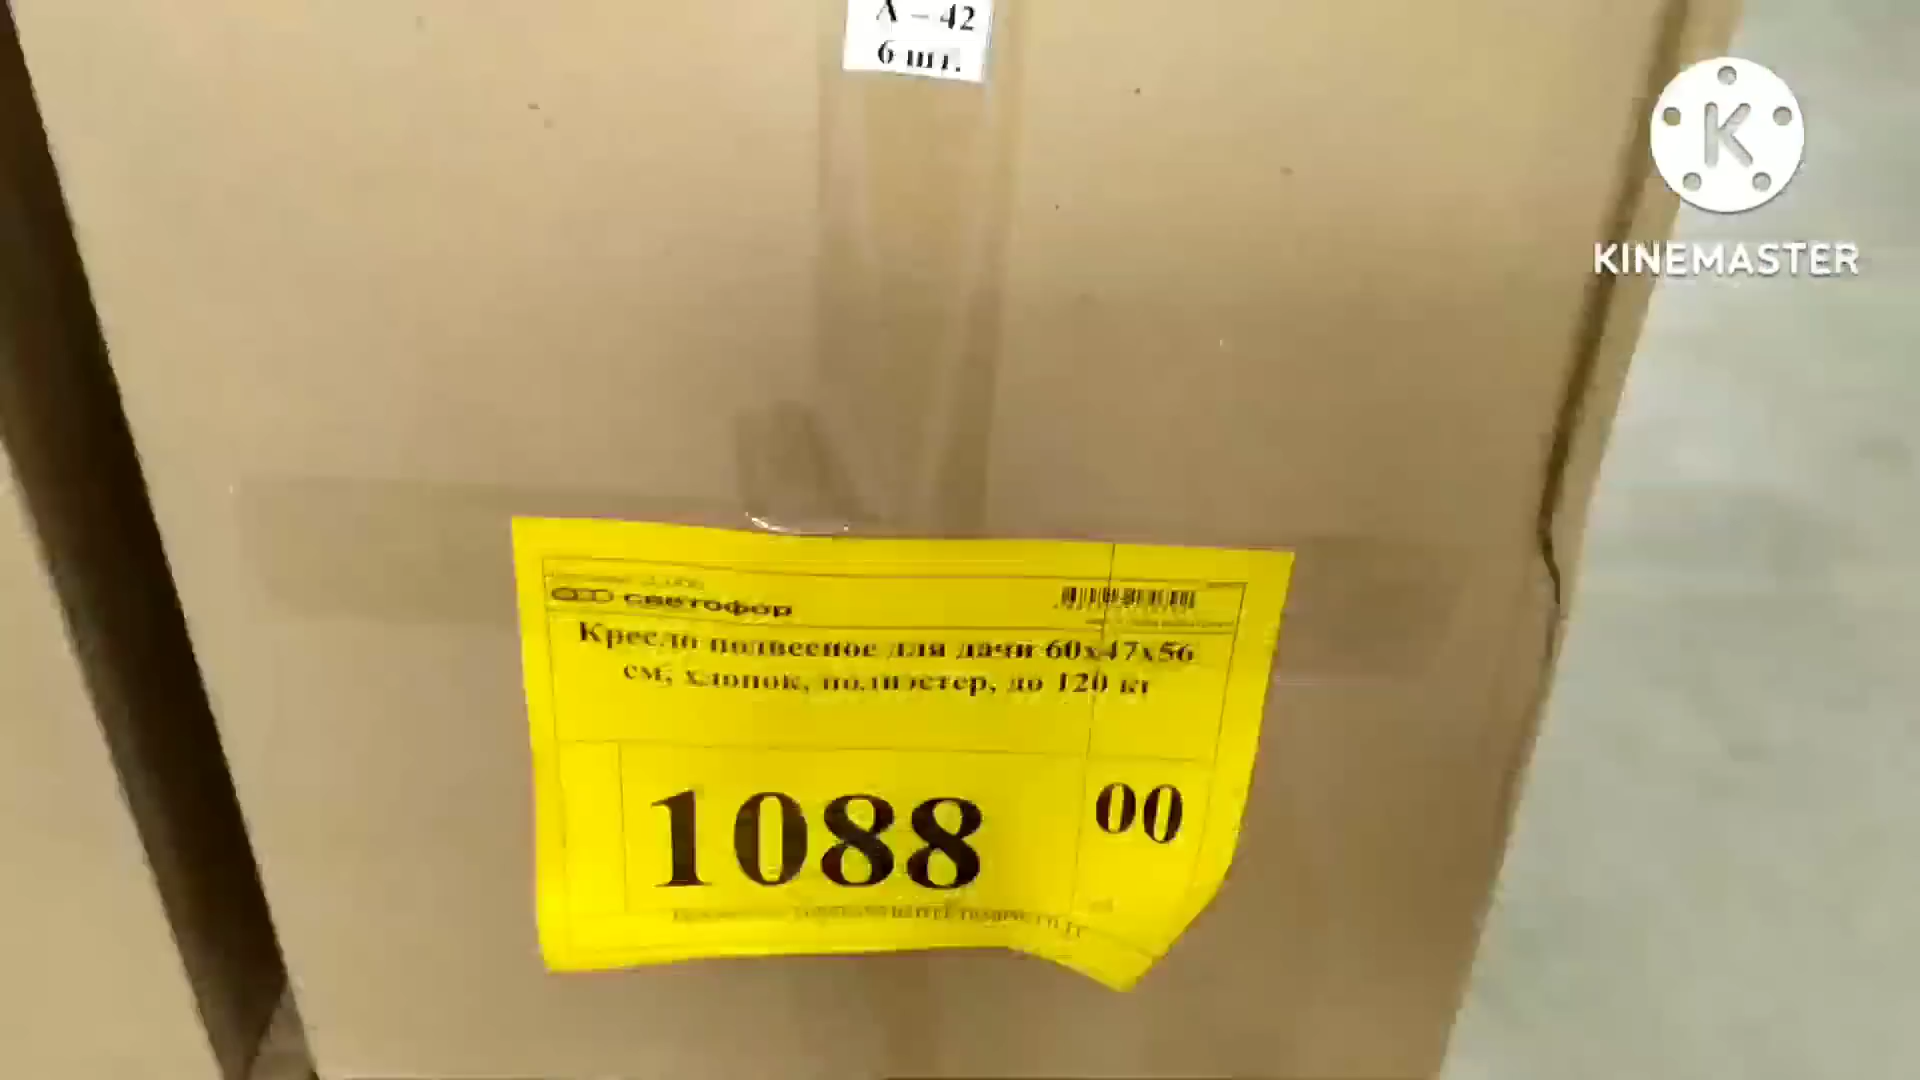 А – 42
6 шт.
KINEMASTER
светофор
Кресло подвесное для дачи 60х47х56
см, хлопок, полиэстер, до 120 кг
1088 00